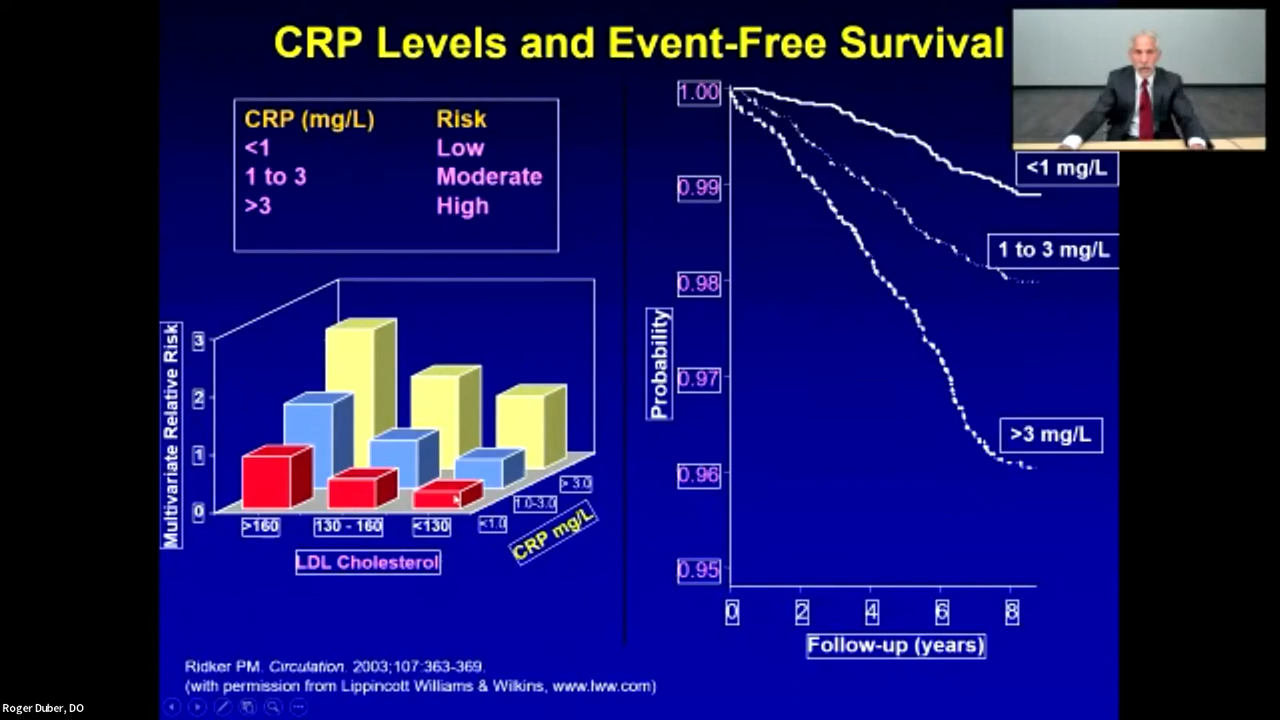 CRP Levels and Event-Free Survival
CRP (mg/L) Risk
<1 Low
1 to 3 Moderate
>3 High
Multivariate Relative Risk
3
2
1
0
>160 130 - 160 <130
<1.0
1.0-3.0
> 3.0
CRP mg/L
LDL Cholesterol
Probability
1.00
0.99
0.98
0.97
0.96
0.95
<1 mg/L
1 to 3 mg/L
>3 mg/L
0 2 4 6 8
Follow-up (years)
Ridker PM. Circulation. 2003;107:363-369.
(with permission from Lippincott Williams & Wilkins, www.lww.com)
Roger Duber, DO